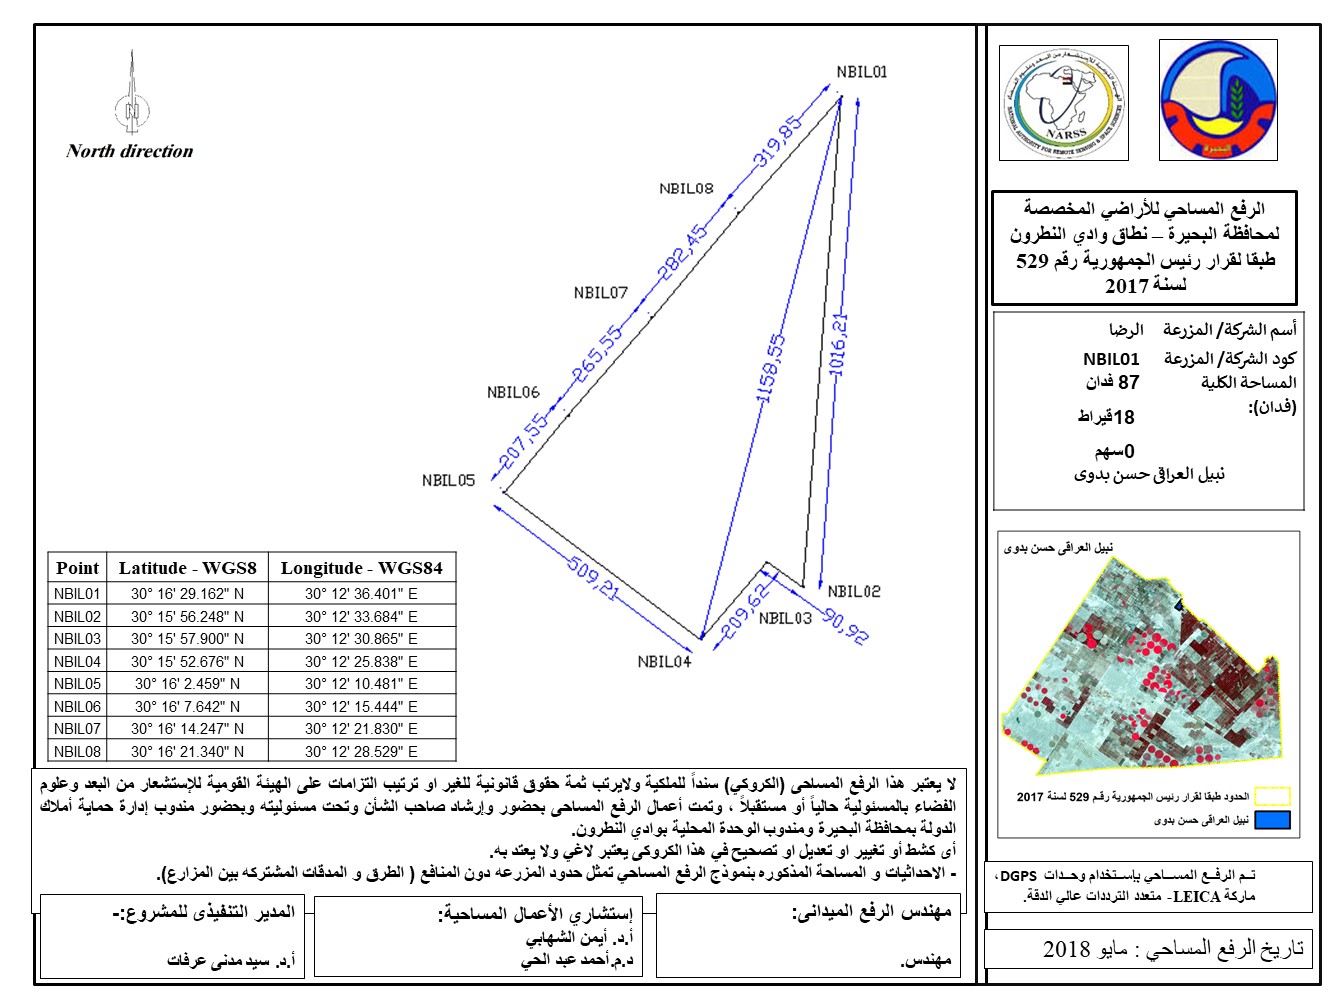 North direction
NBIL01
NBIL08
NBIL07
NBIL06
NBIL05
NBIL04
NBIL03
NBIL02
319,85
282,45
265,55
207,55
509,21
209,62
90,92
1016,21
1158,55
Point Latitude - WGS8 Longitude - WGS84
NBIL01 30° 16' 29.162" N 30° 12' 36.401" E
NBIL02 30° 15' 56.248" N 30° 12' 33.684" E
NBIL03 30° 15' 57.900" N 30° 12' 30.865" E
NBIL04 30° 15' 52.676" N 30° 12' 25.838" E
NBIL05 30° 16' 2.459" N 30° 12' 10.481" E
NBIL06 30° 16' 7.642" N 30° 12' 15.444" E
NBIL07 30° 16' 14.247" N 30° 12' 21.830" E
NBIL08 30° 16' 21.340" N 30° 12' 28.529" E
NARSS
NATIONAL AUTHORITY FOR REMOTE SENSING & SPACE SCIENCES
البحيرة
الرفع المساحي للأراضي المخصصة
لمحافظة البحيرة – نطاق وادي النطرون
طبقا لقرار رئيس الجمهورية رقم 529
لسنة 2017
أسم الشركة/ المزرعة الرضا
كود الشركة/ المزرعة NBIL01
المساحة الكلية 87 فدان
(فدان):
18قيراط
0سهم
نبيل العراقى حسن بدوى
نبيل العراقى حسن بدوى
الحدود طبقا لقرار رئيس الجمهورية رقم 529 لسنة 2017
نبيل العراقى حسن بدوى
تم الرفع المساحي بإستخدام وحدات DGPS،
ماركة LEICA- متعدد الترددات عالي الدقة.
تاريخ الرفع المساحي : مايو 2018
لا يعتبر هذا الرفع المساحى (الكروكي) سنداً للملكية ولايرتب ثمة حقوق قانونية للغير او ترتيب التزامات على الهيئة القومية للإستشعار من البعد وعلوم
الفضاء بالمسئولية حالياً أو مستقبلاً ، وتمت أعمال الرفع المساحى بحضور وإرشاد صاحب الشأن وتحت مسئوليته وبحضور مندوب إدارة حماية أملاك
الدولة بمحافظة البحيرة ومندوب الوحدة المحلية بوادي النطرون.
أى كشط أو تغيير او تعديل او تصحيح في هذا الكروكى يعتبر لاغي ولا يعتد به.
- الاحداثيات و المساحة المذكوره بنموذج الرفع المساحي تمثل حدود المزرعه دون المنافع ( الطرق و المدقات المشتركه بين المزارع).
مهندس الرفع الميدانى:
مهندس.
إستشاري الأعمال المساحية:
أ.د. أيمن الشهابي
د.م.أحمد عبد الحي
المدير التنفيذى للمشروع:-
أ.د. سيد مدنى عرفات